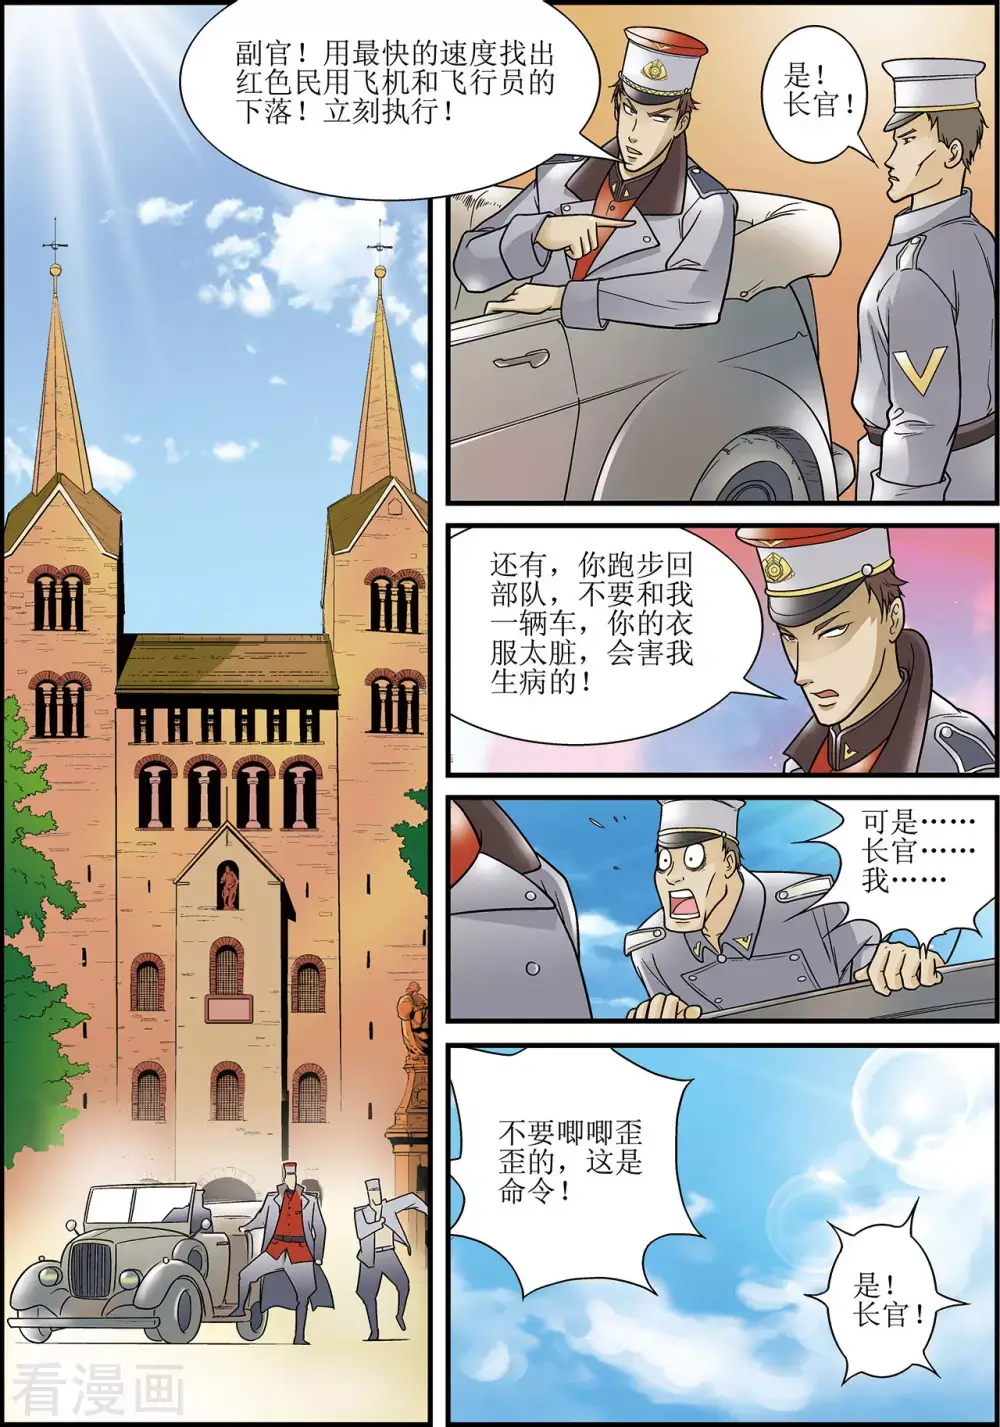 副官！用最快的速度找出
红色民用飞机和飞行员的
下落！立刻执行！
是！
长官！
还有，你跑步回
部队，不要和我
一辆车，你的衣
服太脏，会害我
生病的！
可是……
长官……
我……
不要唧唧歪
歪的，这是
命令！
是！
长官！
看漫画